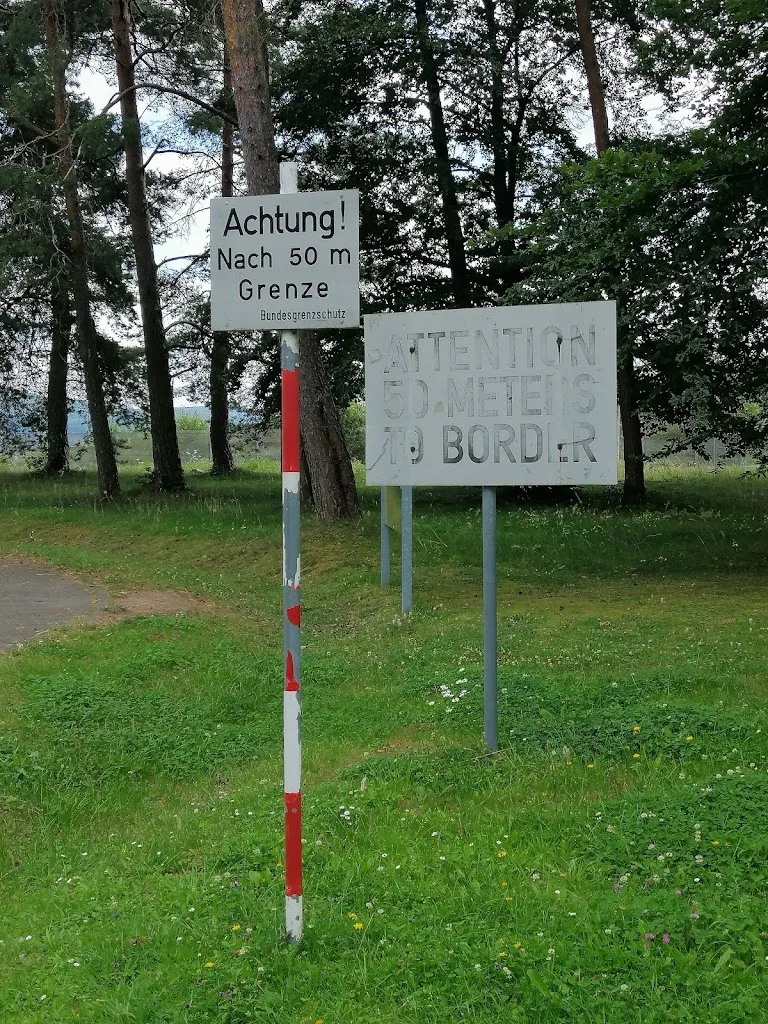 Achtung!
Nach 50 m
Grenze
Bundesgrenzschutz
ATTENTION
50 METERS
TO BORDER